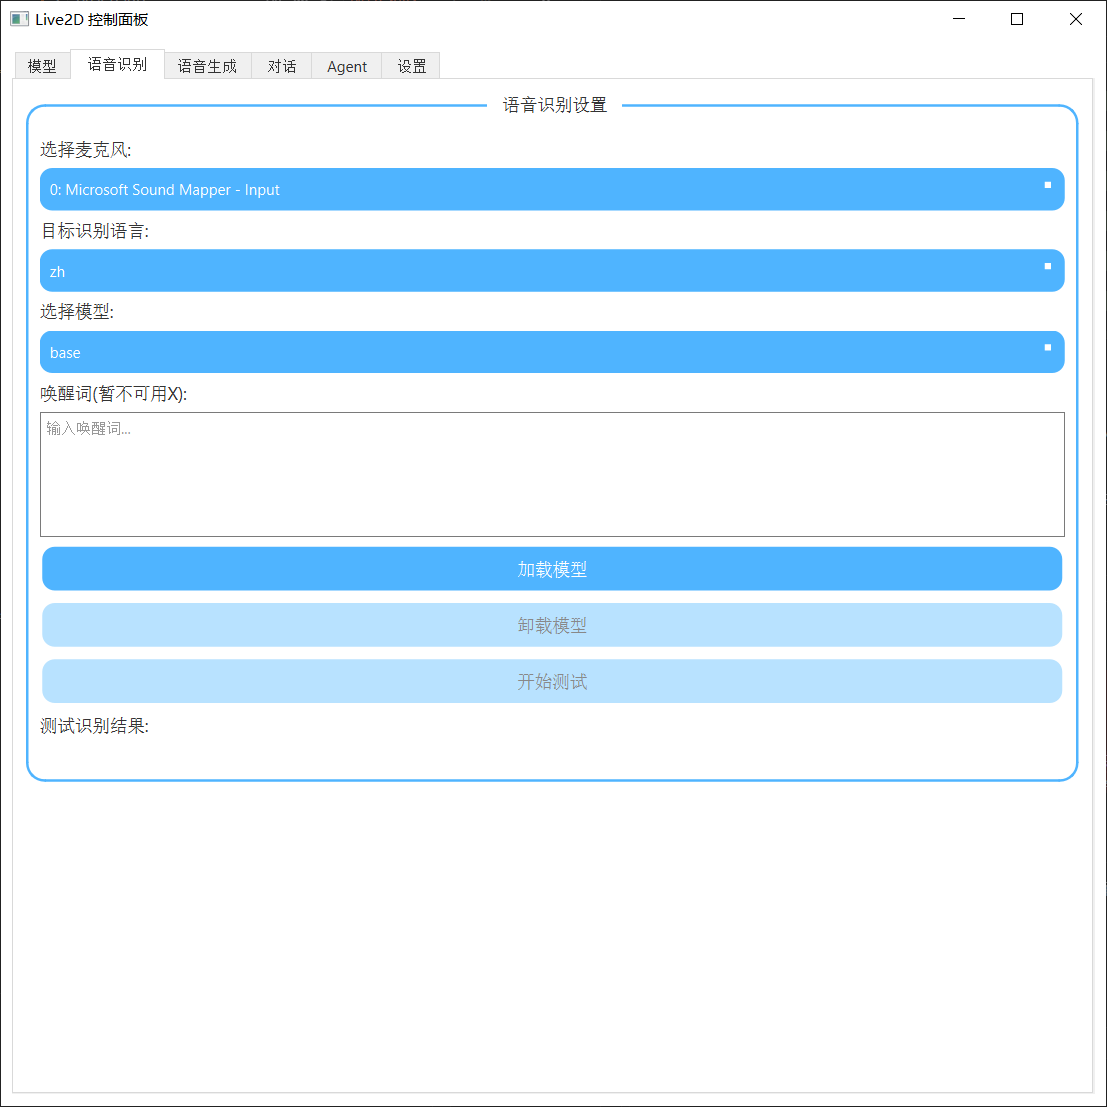 Live2D 控制面板
模型 语音识别 语音生成 对话 Agent 设置
语音识别设置
选择麦克风:
0: Microsoft Sound Mapper - Input
目标识别语言:
zh
选择模型:
base
唤醒词(暂不可用X):
输入唤醒词...
加载模型
卸载模型
开始测试
测试识别结果: